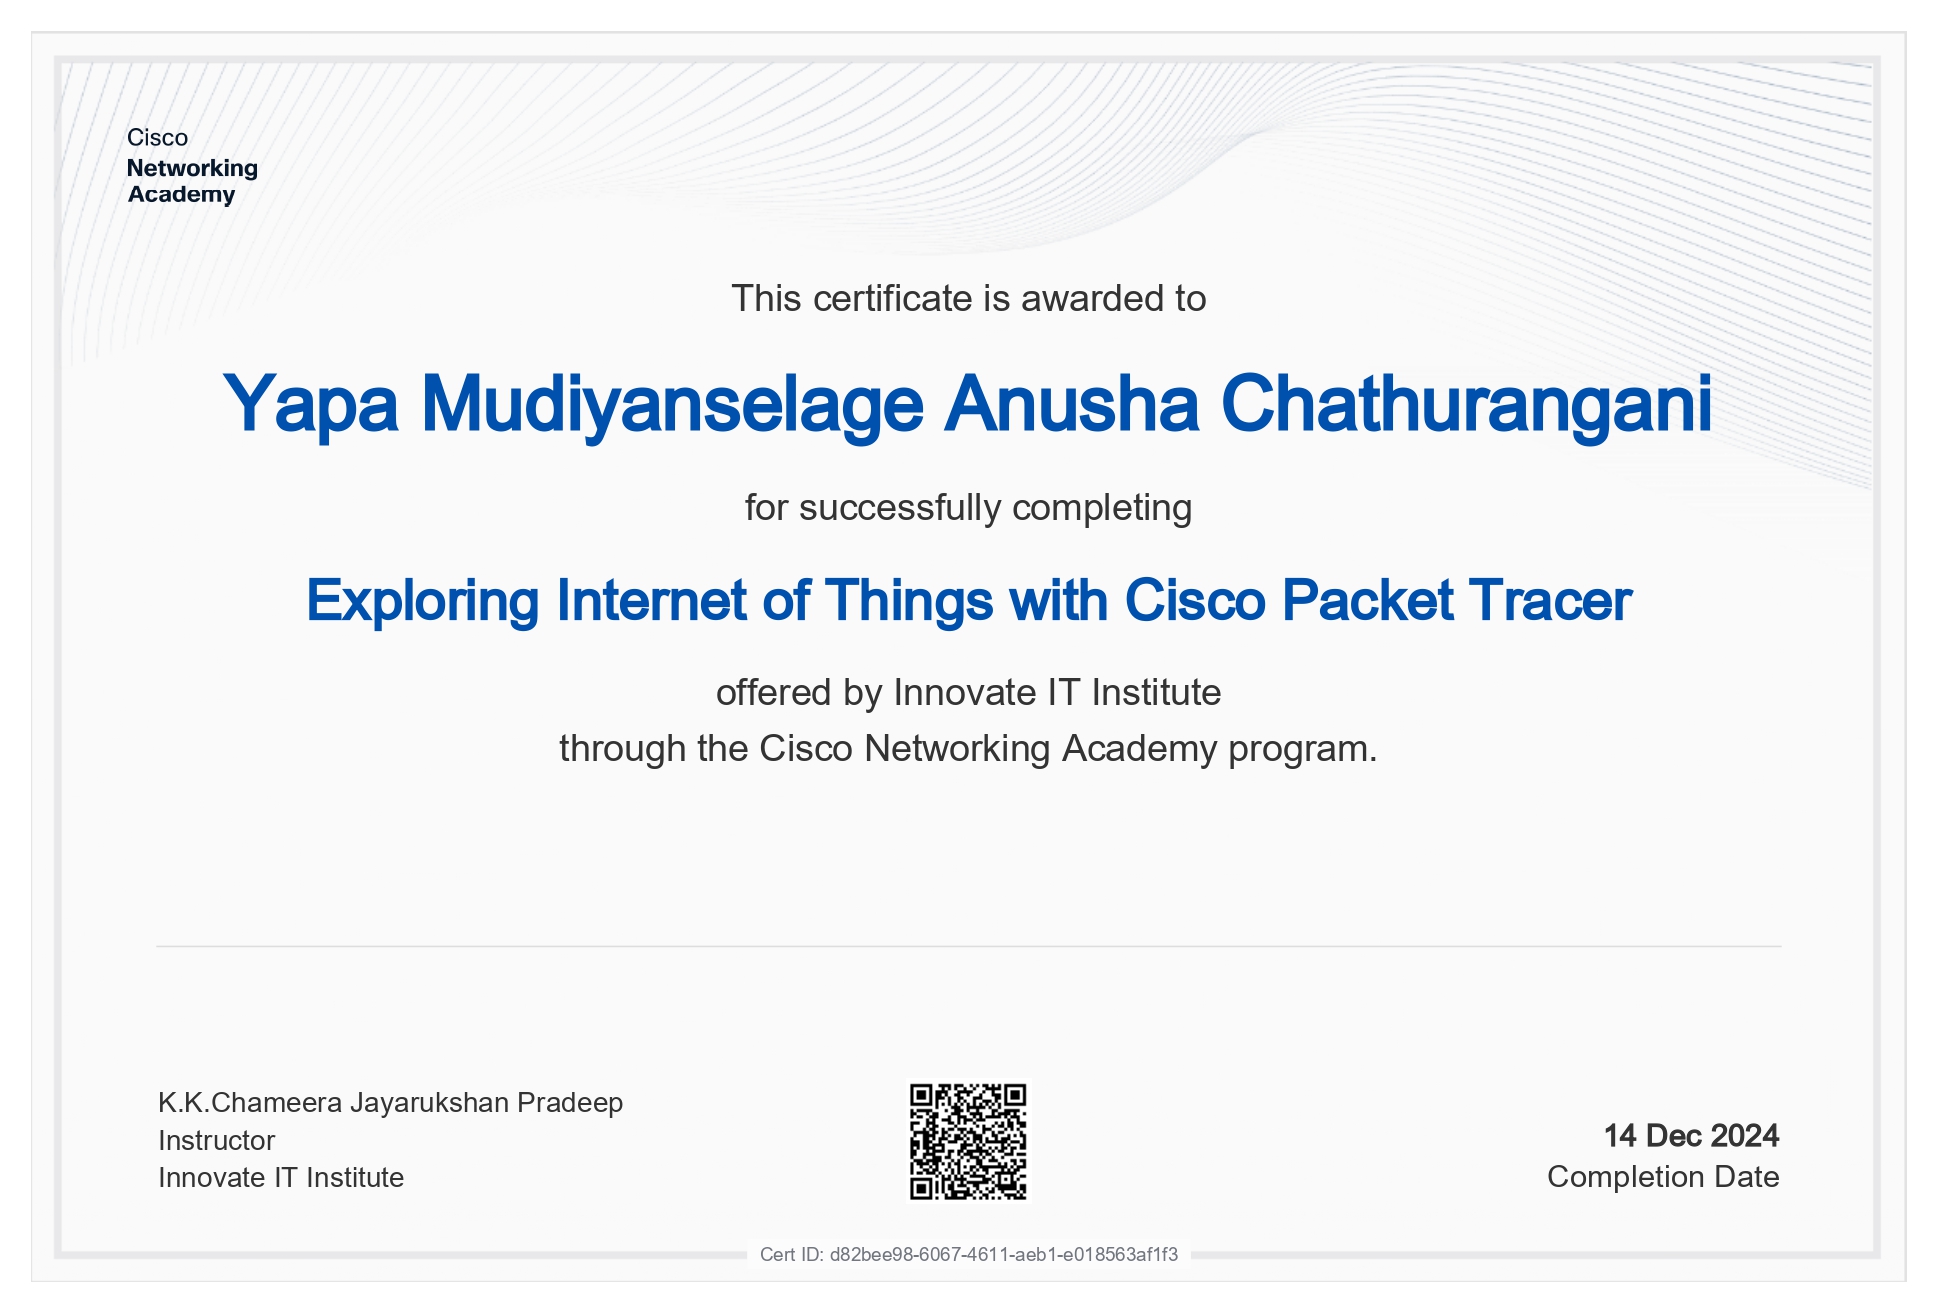 Cisco
Networking
Academy
This certificate is awarded to
Yapa Mudiyanselage Anusha Chathurangani
for successfully completing
Exploring Internet of Things with Cisco Packet Tracer
offered by Innovate IT Institute
through the Cisco Networking Academy program.
K.K.Chameera Jayarukshan Pradeep
Instructor
Innovate IT Institute
14 Dec 2024
Completion Date
Cert ID: d82bee98-6067-4611-aeb1-e018563af1f3